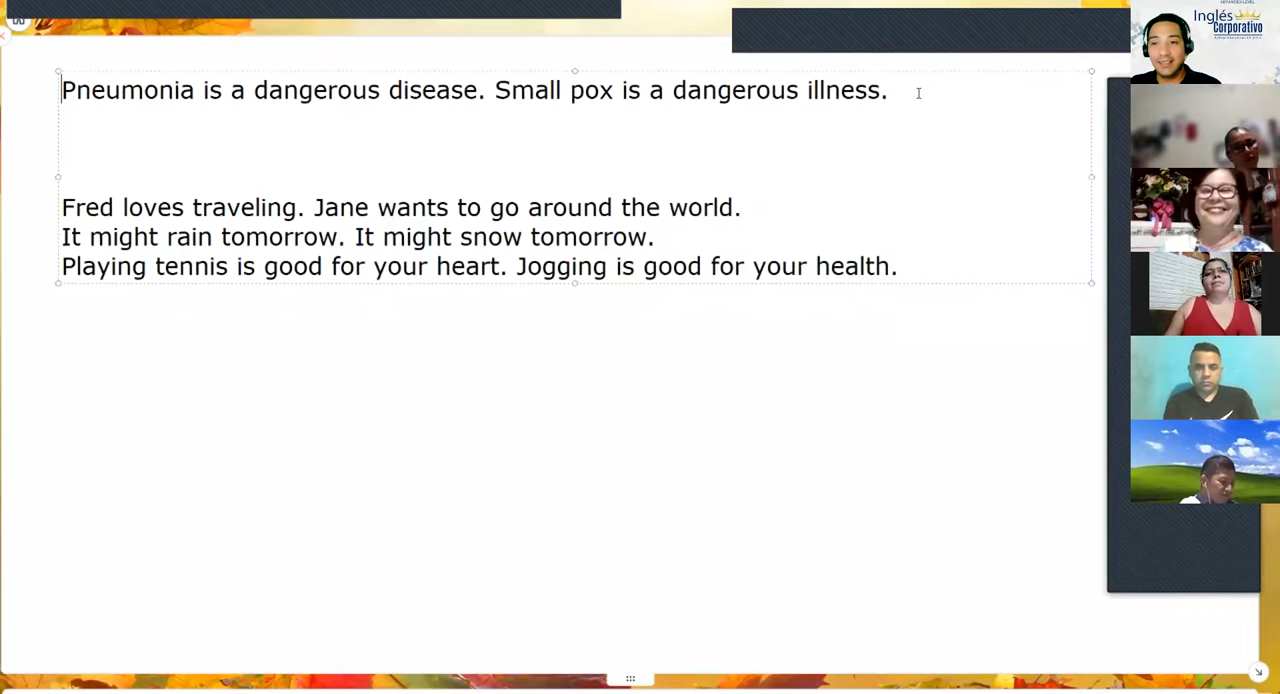 ADVANCED LEVEL
Inglés
Corporativo
Pneumonia is a dangerous disease. Small pox is a dangerous illness.
Fred loves traveling. Jane wants to go around the world.
It might rain tomorrow. It might snow tomorrow.
Playing tennis is good for your heart. Jogging is good for your health.